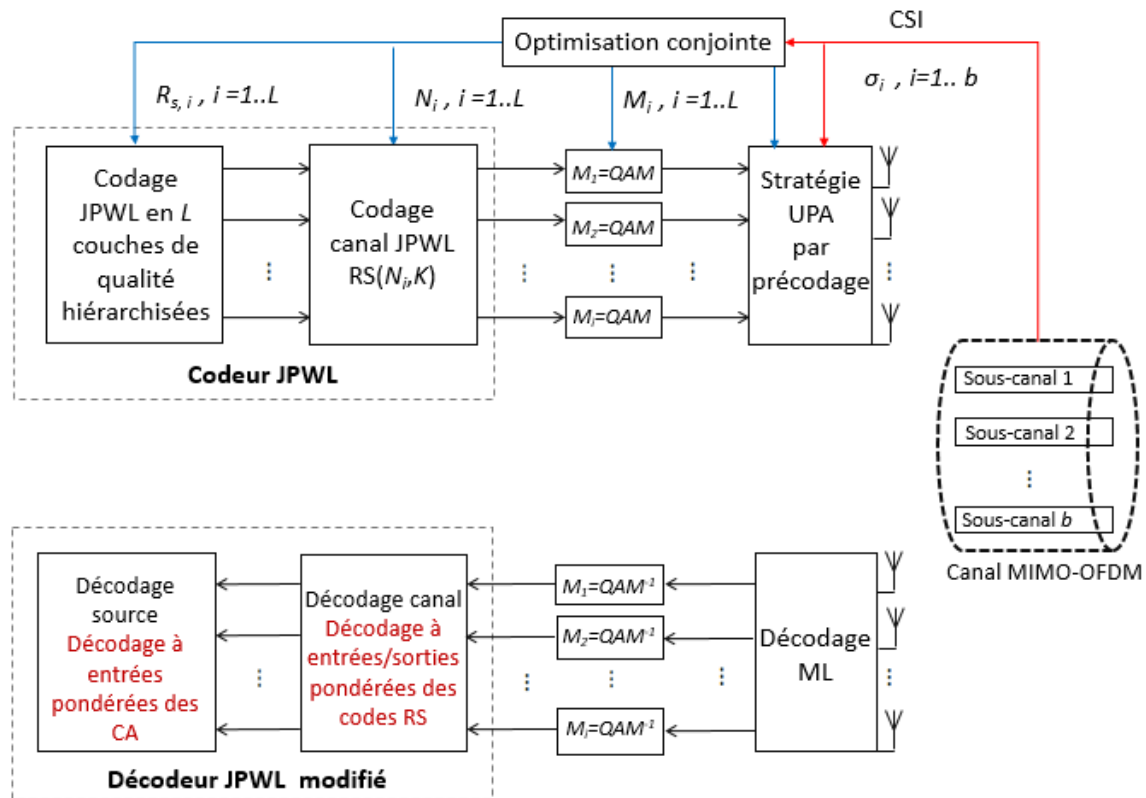 CSI
Optimisation conjointe
R_{s, i} , i =1..L
N_i , i =1..L
M_i , i =1..L
σ_i , i=1.. b
Codage
JPWL en L
couches de
qualité
hiérarchisées
Codage
canal JPWL
RS(N_i,K)
M_1=QAM
M_2=QAM
M_i=QAM
Stratégie
UPA
par
précodage
Codeur JPWL
Sous-canal 1
Sous-canal 2
Sous-canal b
Canal MIMO-OFDM
Décodage
source
Décodage à
entrées
pondérées des
CA
Décodage canal
Décodage à
entrées/sorties
pondérées des
codes RS
M_1=QAM^{-1}
M_2=QAM^{-1}
M_i=QAM^{-1}
Décodage
ML
Décodeur JPWL modifié